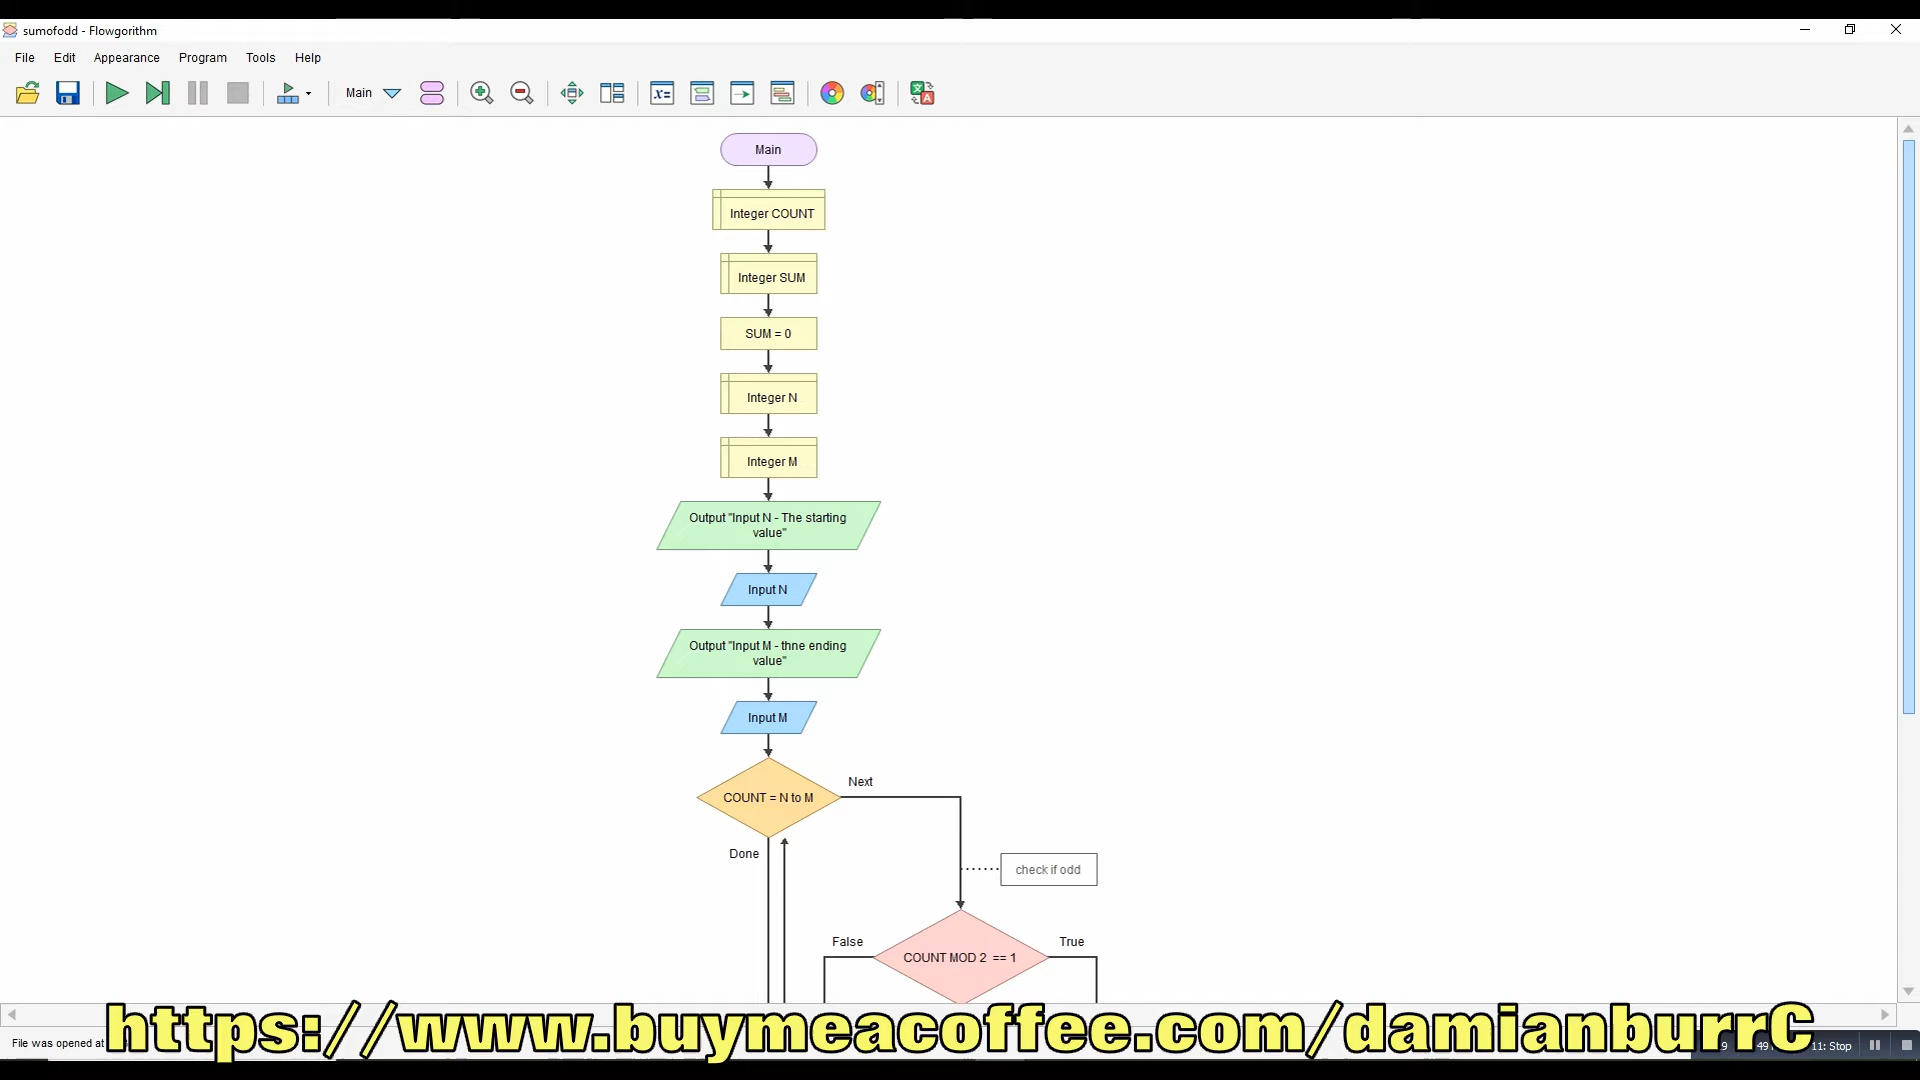 sumofodd - Flowgorithm
File Edit Appearance Program Tools Help
Main
Main
Integer COUNT
Integer SUM
SUM = 0
Integer N
Integer M
Output "Input N - The starting
value"
Input N
Output "Input M - thne ending
value"
Input M
COUNT = N to M
Next
Done
check if odd
False
True
COUNT MOD 2 == 1
https://www.buymeacoffee.com/damianburrC
File was opened at
9
49
11: Stop